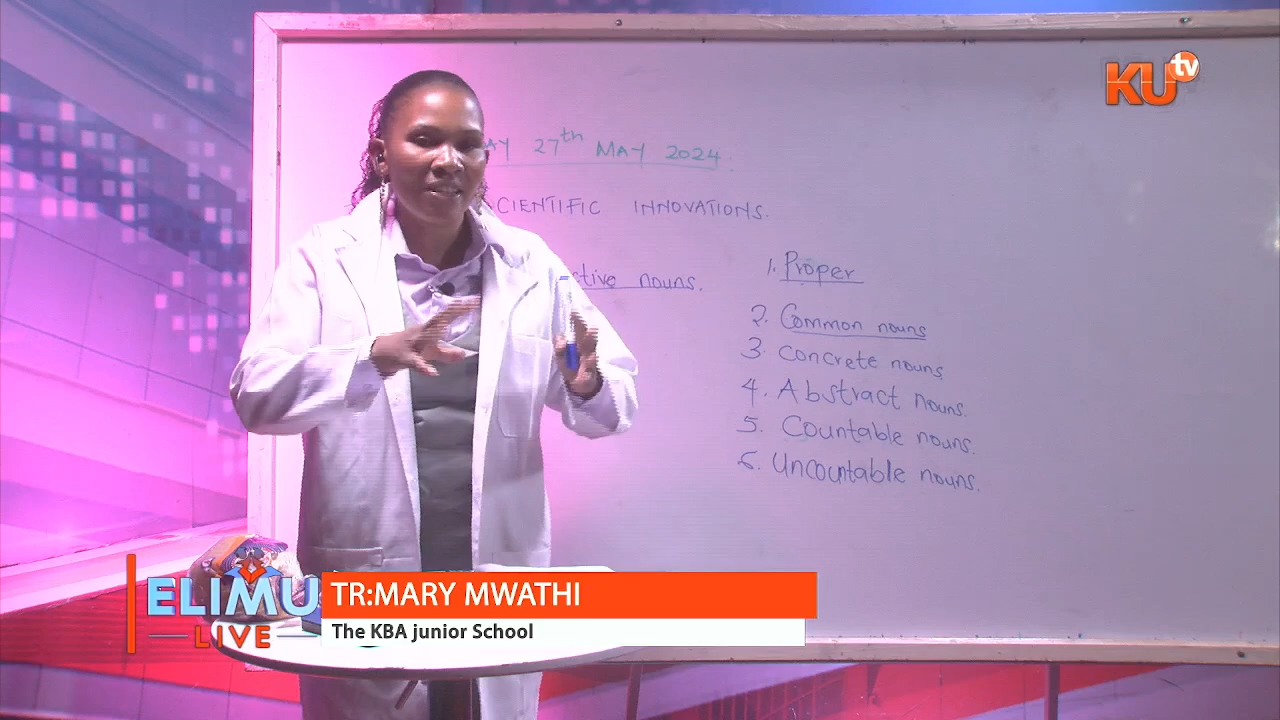 KU tv
AY 27th MAY 2024.
CIENTIFIC INNOVATIONS.
ctive nouns.
1. Proper
2. Common nouns
3. Concrete nouns
4. Abstract nouns.
5. Countable nouns.
6. Uncountable nouns.
ELIMU
LIVE
TR:MARY MWATHI
The KBA junior School